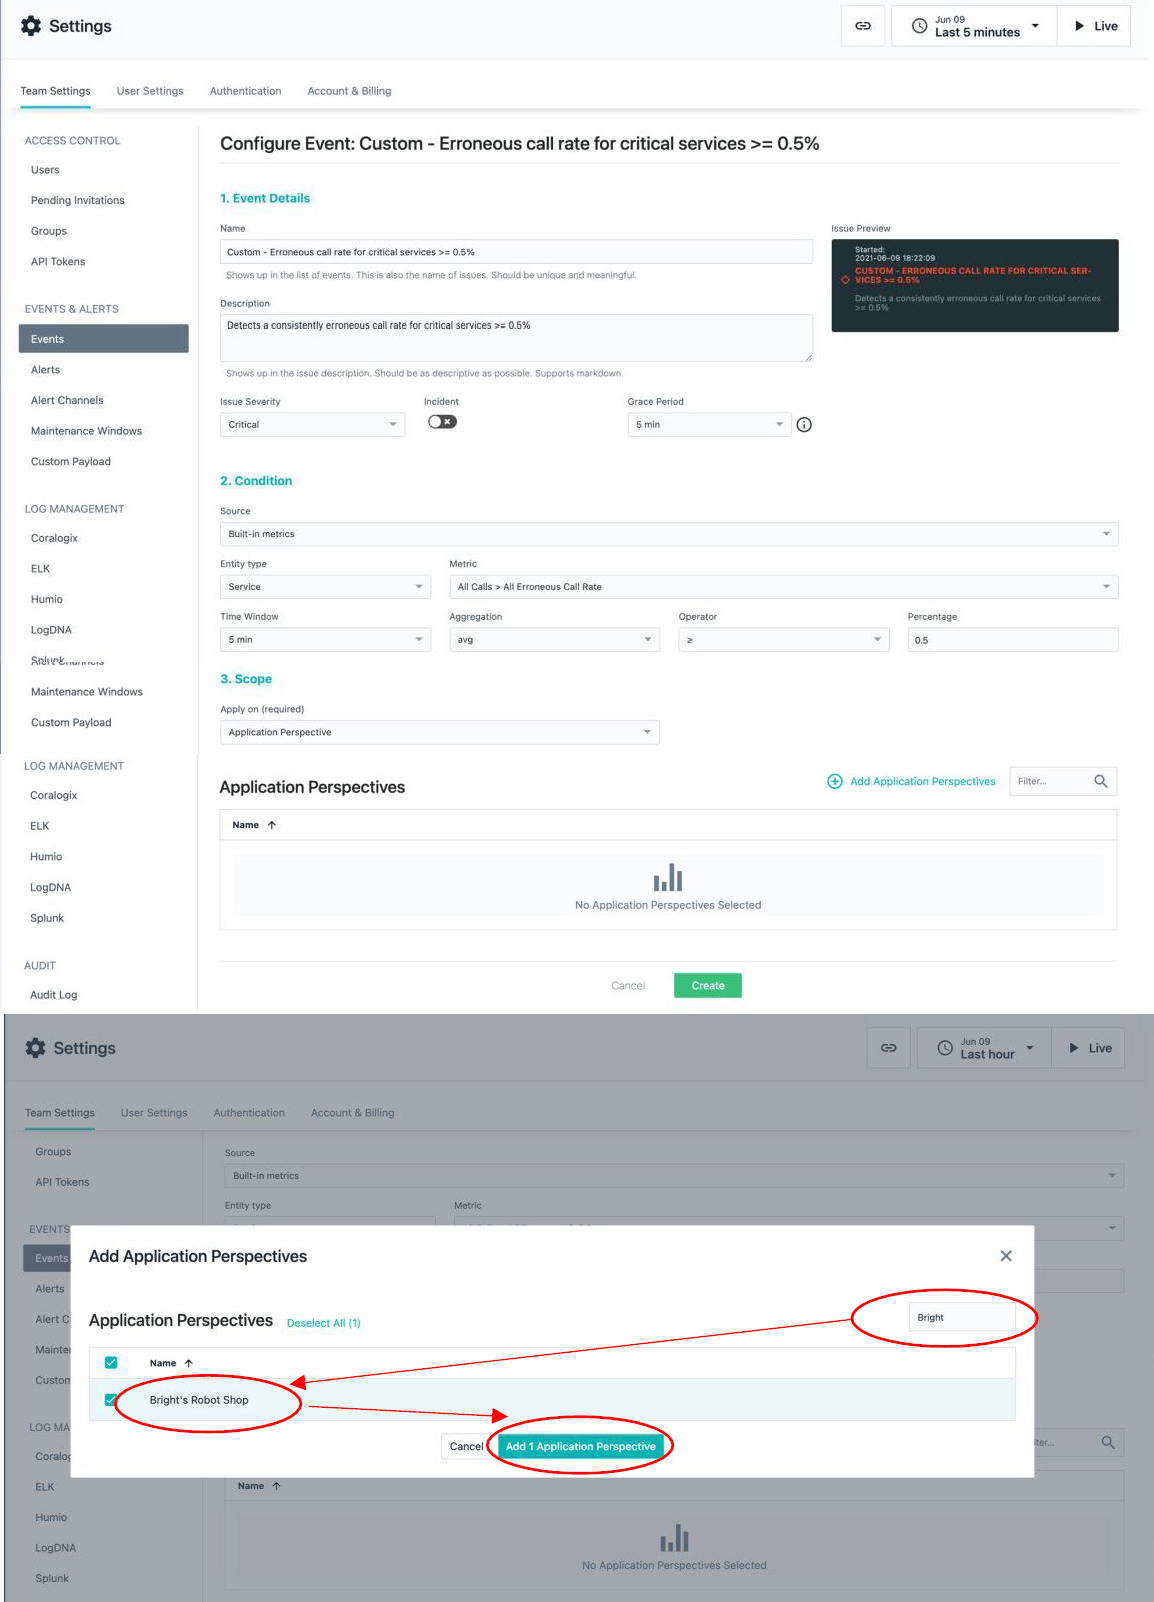 Settings
Jun 09
Last 5 minutes
Live
Team Settings
User Settings
Authentication
Account & Billing
ACCESS CONTROL
Users
Pending Invitations
Groups
API Tokens
EVENTS & ALERTS
Events
Alerts
Alert Channels
Maintenance Windows
Custom Payload
LOG MANAGEMENT
Coralogix
ELK
Humio
LogDNA
Maintenance Windows
Custom Payload
LOG MANAGEMENT
Coralogix
ELK
Humio
LogDNA
Splunk
AUDIT
Audit Log
Configure Event: Custom - Erroneous call rate for critical services >= 0.5%
1. Event Details
Name
Custom - Erroneous call rate for critical services >= 0.5%
Shows up in the list of events. This is also the name of issues. Should be unique and meaningful.
Description
Detects a consistently erroneous call rate for critical services >= 0.5%
Shows up in the issue description. Should be as descriptive as possible. Supports markdown.
Issue Preview
Started:
2021-06-09 18:22:09
CUSTOM - ERRONEOUS CALL RATE FOR CRITICAL SER-
VICES >= 0.5%
Detects a consistently erroneous call rate for critical services
>= 0.5%
Issue Severity
Incident
Grace Period
Critical
5 min
2. Condition
Source
Built-in metrics
Entity type
Metric
Service
All Calls > All Erroneous Call Rate
Time Window
Aggregation
Operator
Percentage
5 min
avg
≥
0.5
3. Scope
Apply on (required)
Application Perspective
Application Perspectives
Add Application Perspectives
Filter...
Name
No Application Perspectives Selected
Cancel
Create
Settings
Jun 09
Last hour
Live
Team Settings
User Settings
Authentication
Account & Billing
Groups
API Tokens
EVENTS
Events
Alerts
Alert C
Mainte
Custom
LOG MA
Coralog
ELK
Humio
LogDNA
Splunk
Source
Built-in metrics
Entity type
Metric
Add Application Perspectives
Application Perspectives
Deselect All (1)
Bright
Name
Bright's Robot Shop
Cancel
Add 1 Application Perspective
ter...
Name
No Application Perspectives Selected